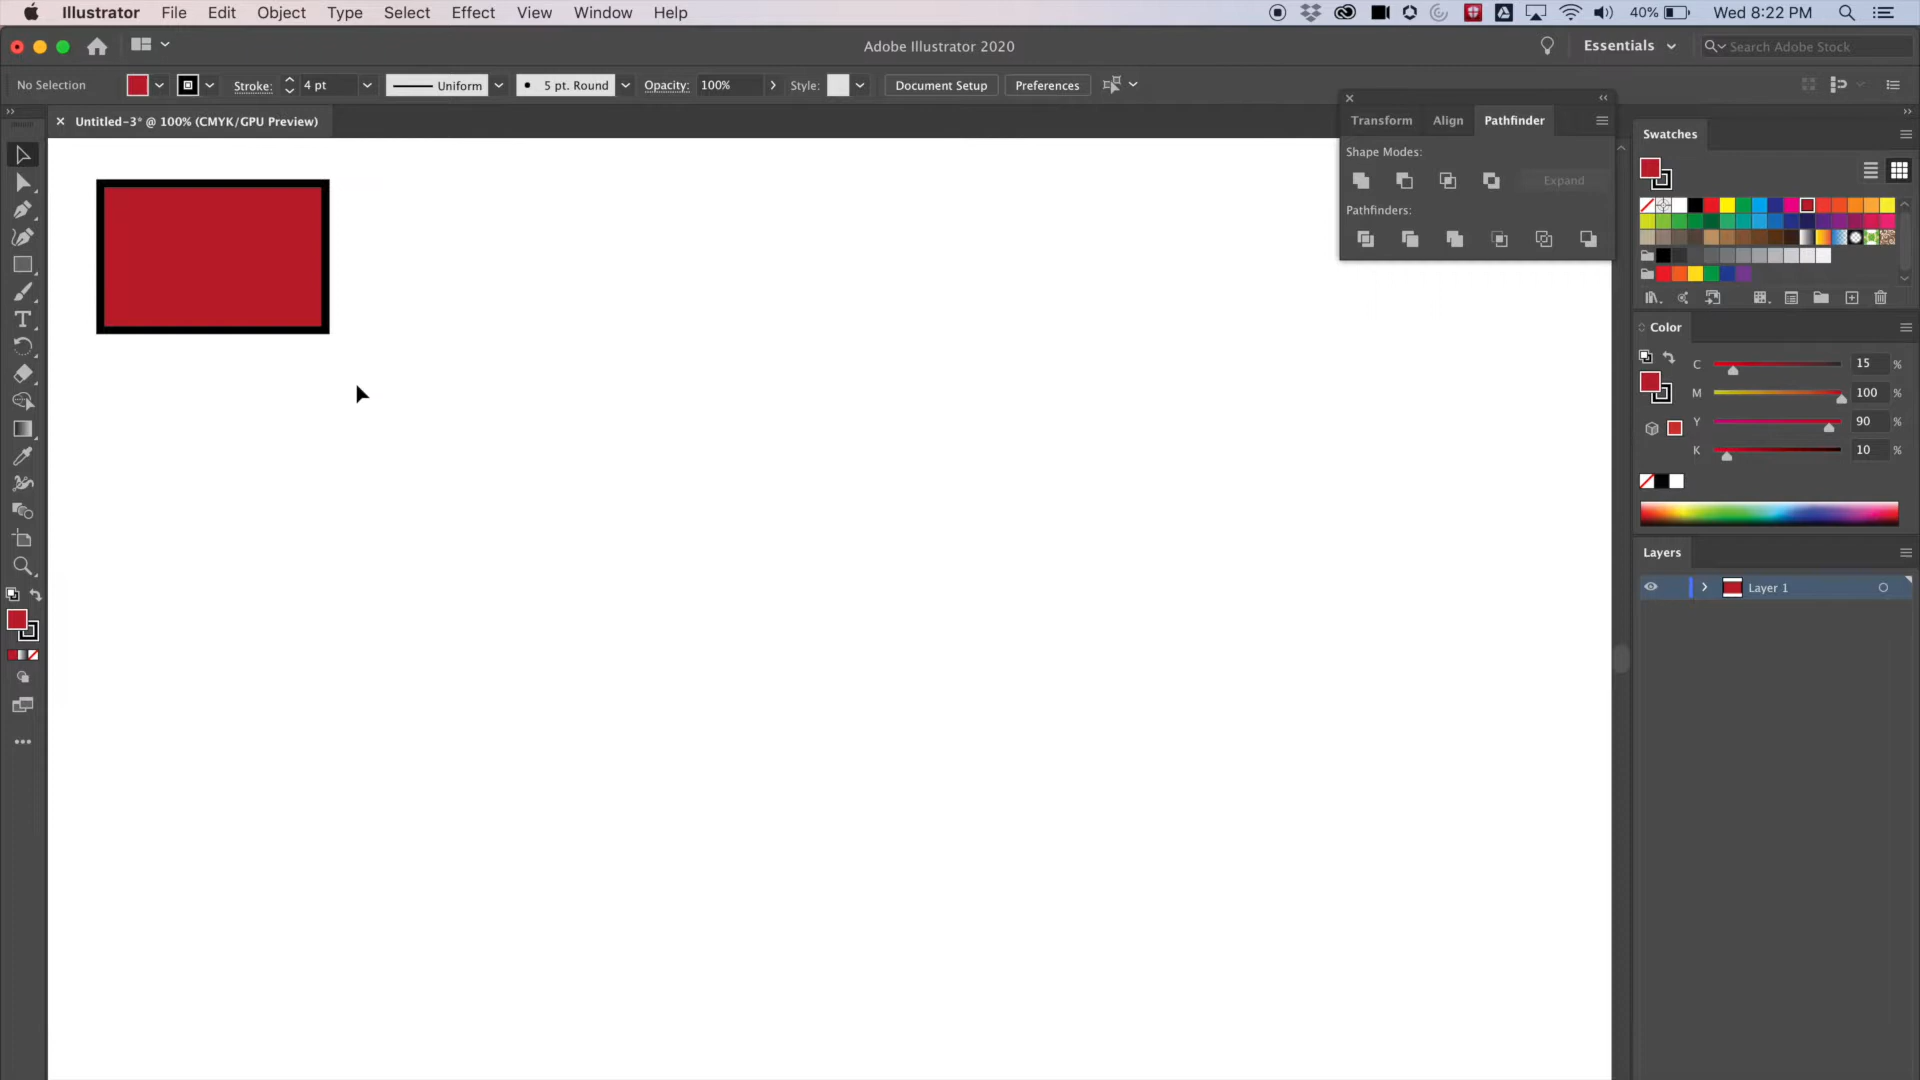 Illustrator File Edit Object Type Select Effect View Window Help 40% Wed 8:22 PM
Adobe Illustrator 2020 Essentials Search Adobe Stock
No Selection Stroke: 4 pt Uniform 5 pt. Round Opacity: 100% Style: Document Setup Preferences
Untitled-3* @ 100% (CMYK/GPU Preview)
Transform Align Pathfinder
Shape Modes:
Expand
Pathfinders:
Swatches
Color
C 15 %
M 100 %
Y 90 %
K 10 %
Layers
Layer 1